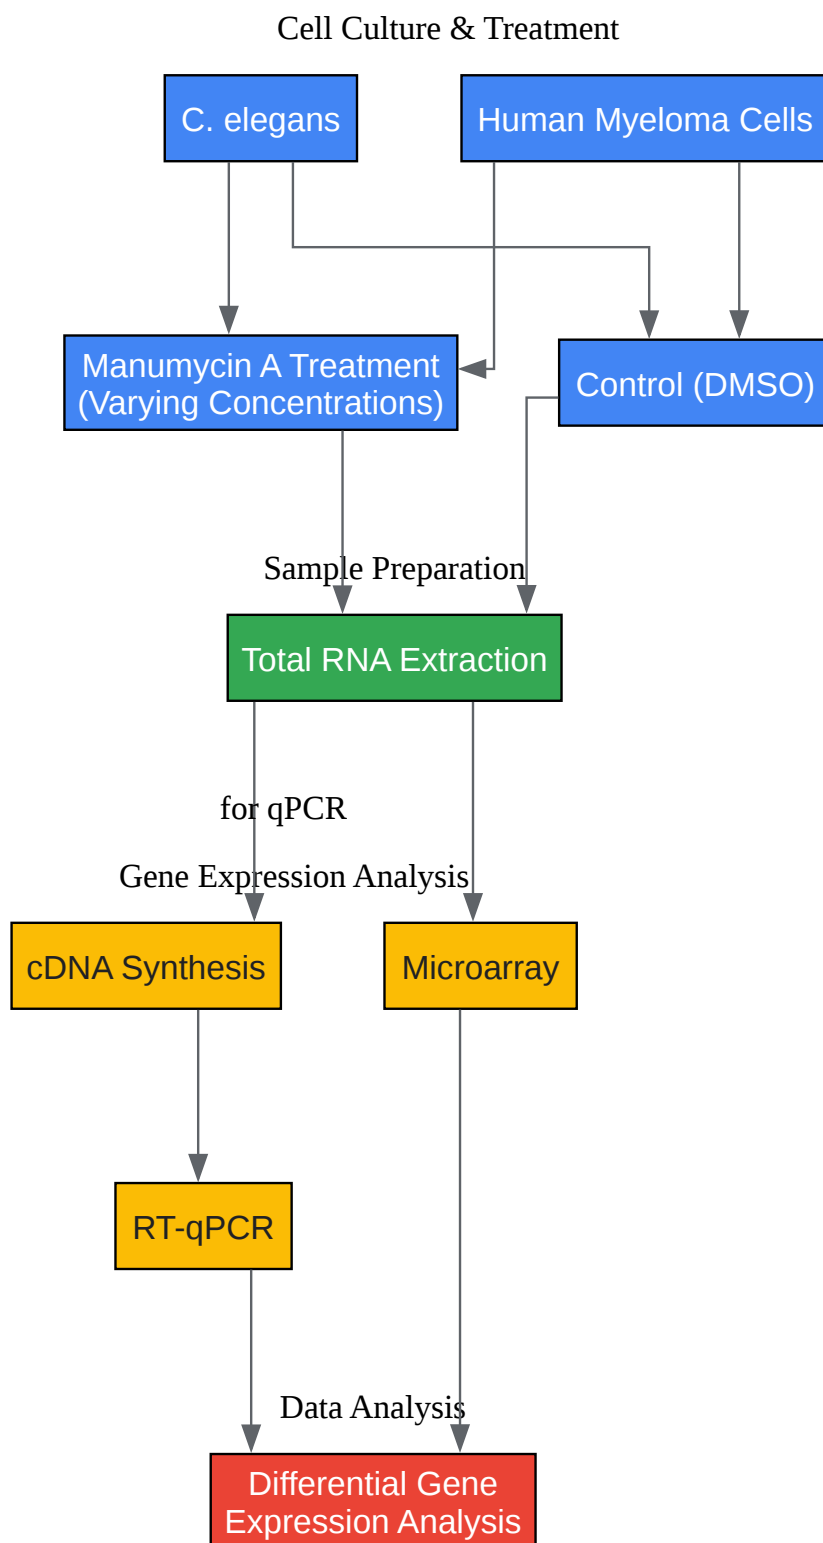 Cell Culture & Treatment
C. elegans
Human Myeloma Cells
Manumycin A Treatment
(Varying Concentrations)
Control (DMSO)
Sample Preparation
Total RNA Extraction
for qPCR
Gene Expression Analysis
cDNA Synthesis
Microarray
RT-qPCR
Data Analysis
Differential Gene
Expression Analysis